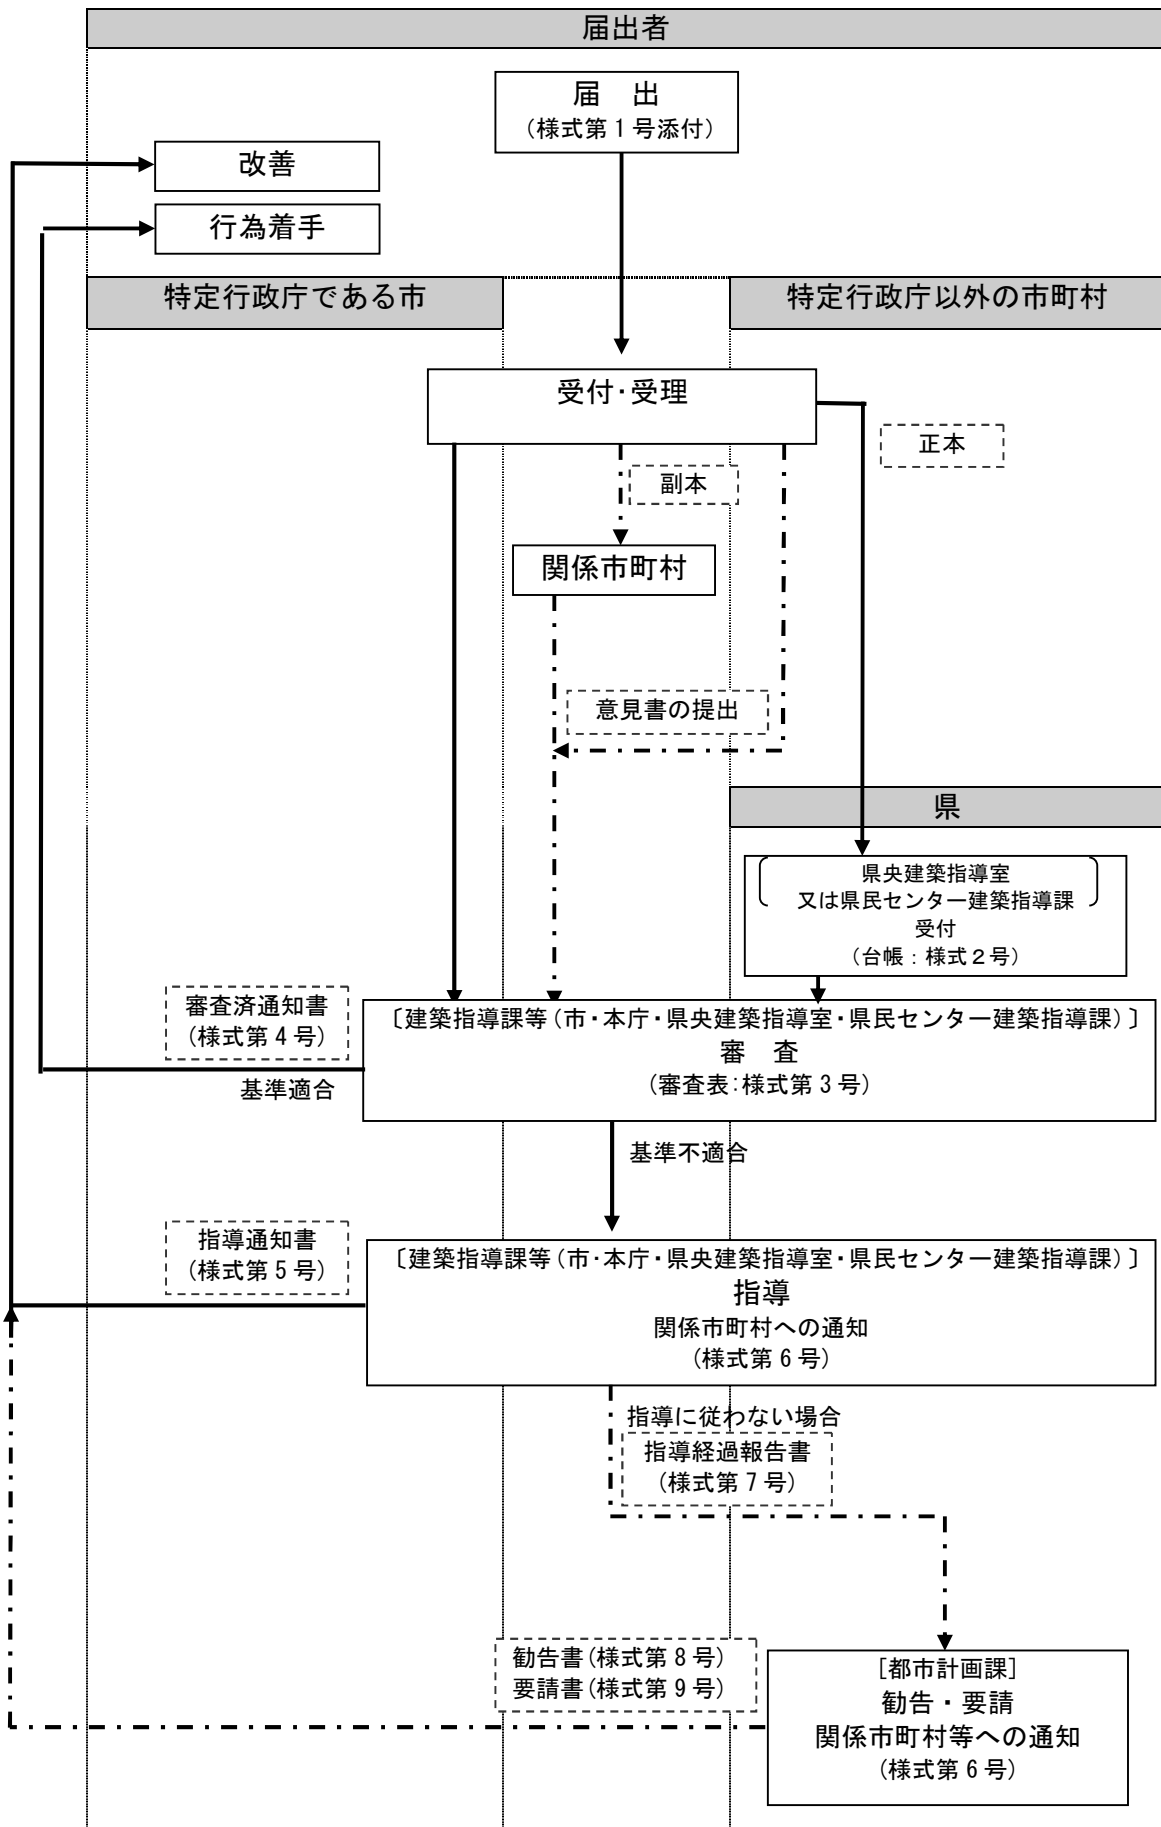 届出者
届　出
（様式第１号添付）
改善
行為着手
特定行政庁である市
特定行政庁以外の市町村
受付・受理
正本
副本
関係市町村
意見書の提出
県
県央建築指導室
又は県民センター建築指導課
受付
（台帳：様式２号）
審査済通知書
（様式第４号）
〔建築指導課等（市・本庁・県央建築指導室・県民センター建築指導課）〕
審　査
（審査表：様式第３号）
基準適合
基準不適合
指導通知書
（様式第５号）
〔建築指導課等（市・本庁・県央建築指導室・県民センター建築指導課）〕
指導
関係市町村への通知
（様式第６号）
指導に従わない場合
指導経過報告書
（様式第７号）
勧告書（様式第８号）
要請書（様式第９号）
［都市計画課］
勧告・要請
関係市町村等への通知
（様式第６号）